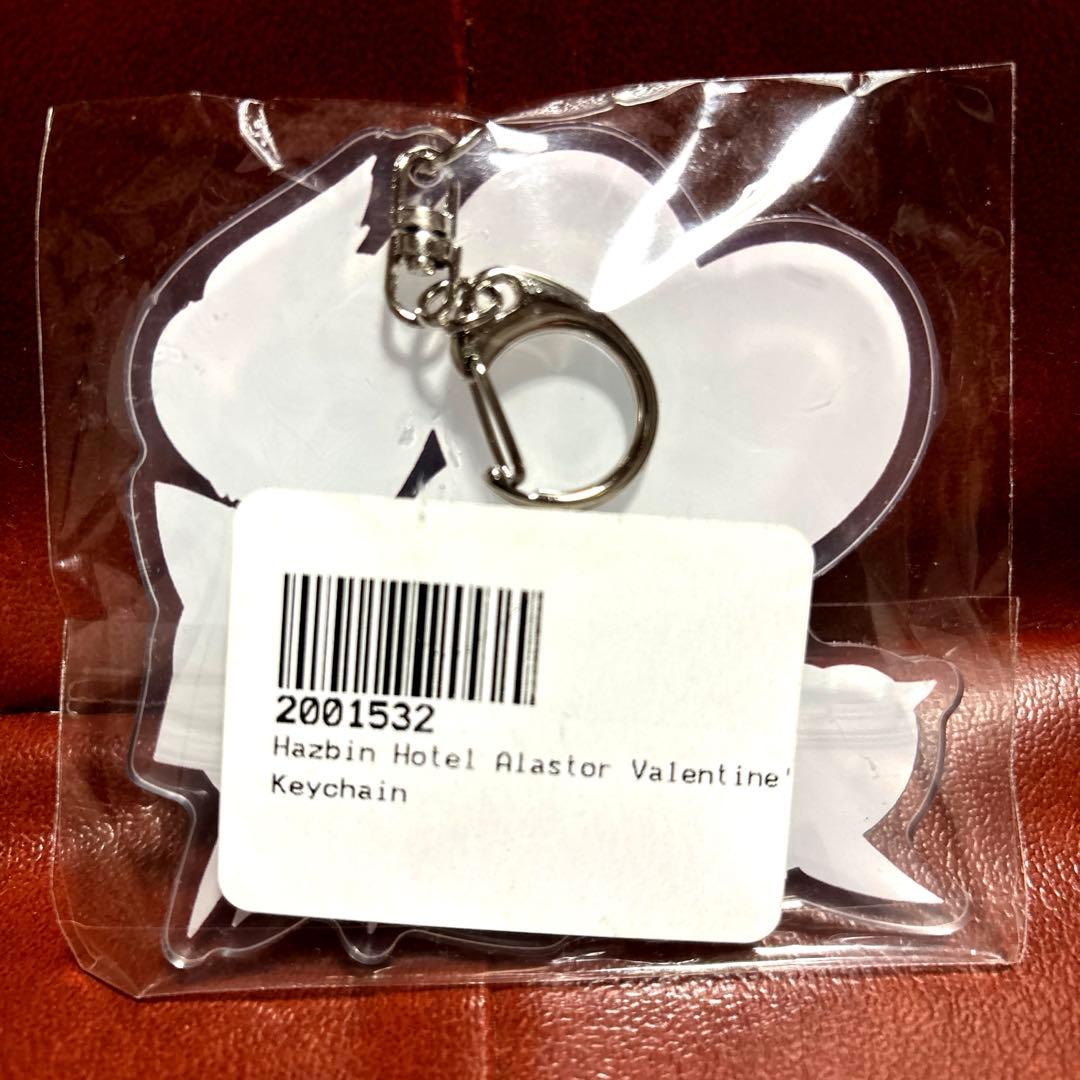 2001532
Hazbin Hotel Alastor Valentine'
Keychain